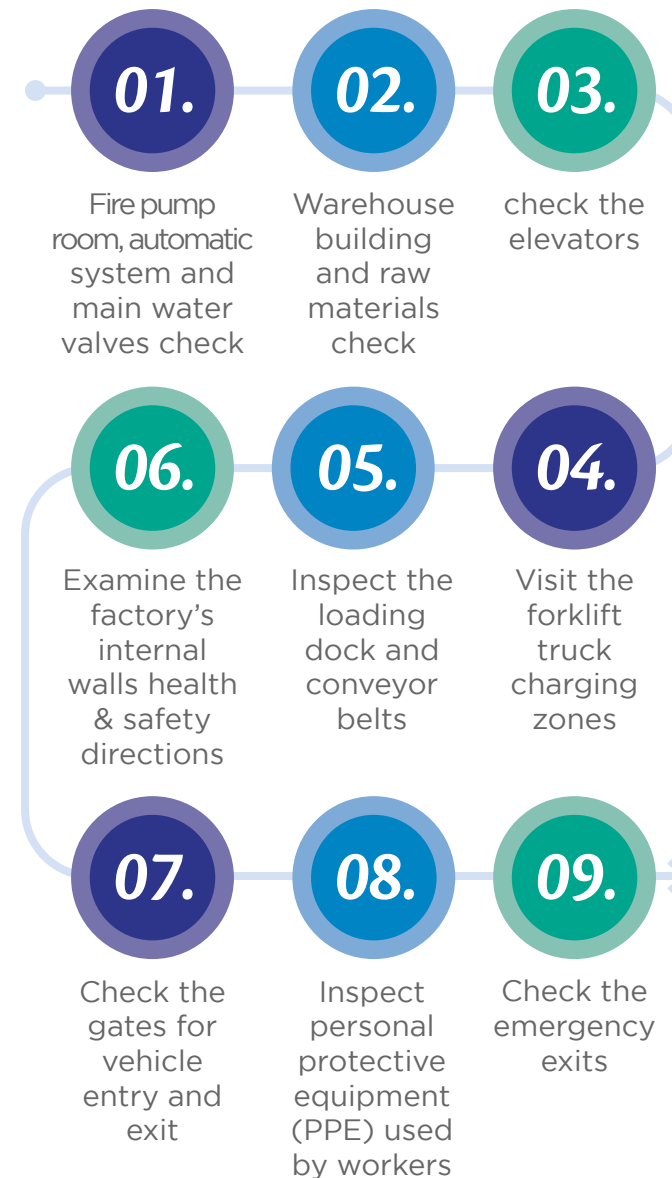 01.
Fire pump
room, automatic
system and
main water
valves check
02.
Warehouse
building
and raw
materials
check
03.
check the
elevators
04.
Visit the
forklift
truck
charging
zones
05.
Inspect the
loading
dock and
conveyor
belts
06.
Examine the
factory’s
internal
walls health
& safety
directions
07.
Check the
gates for
vehicle
entry and
exit
08.
Inspect
personal
protective
equipment
(PPE) used
by workers
09.
Check the
emergency
exits